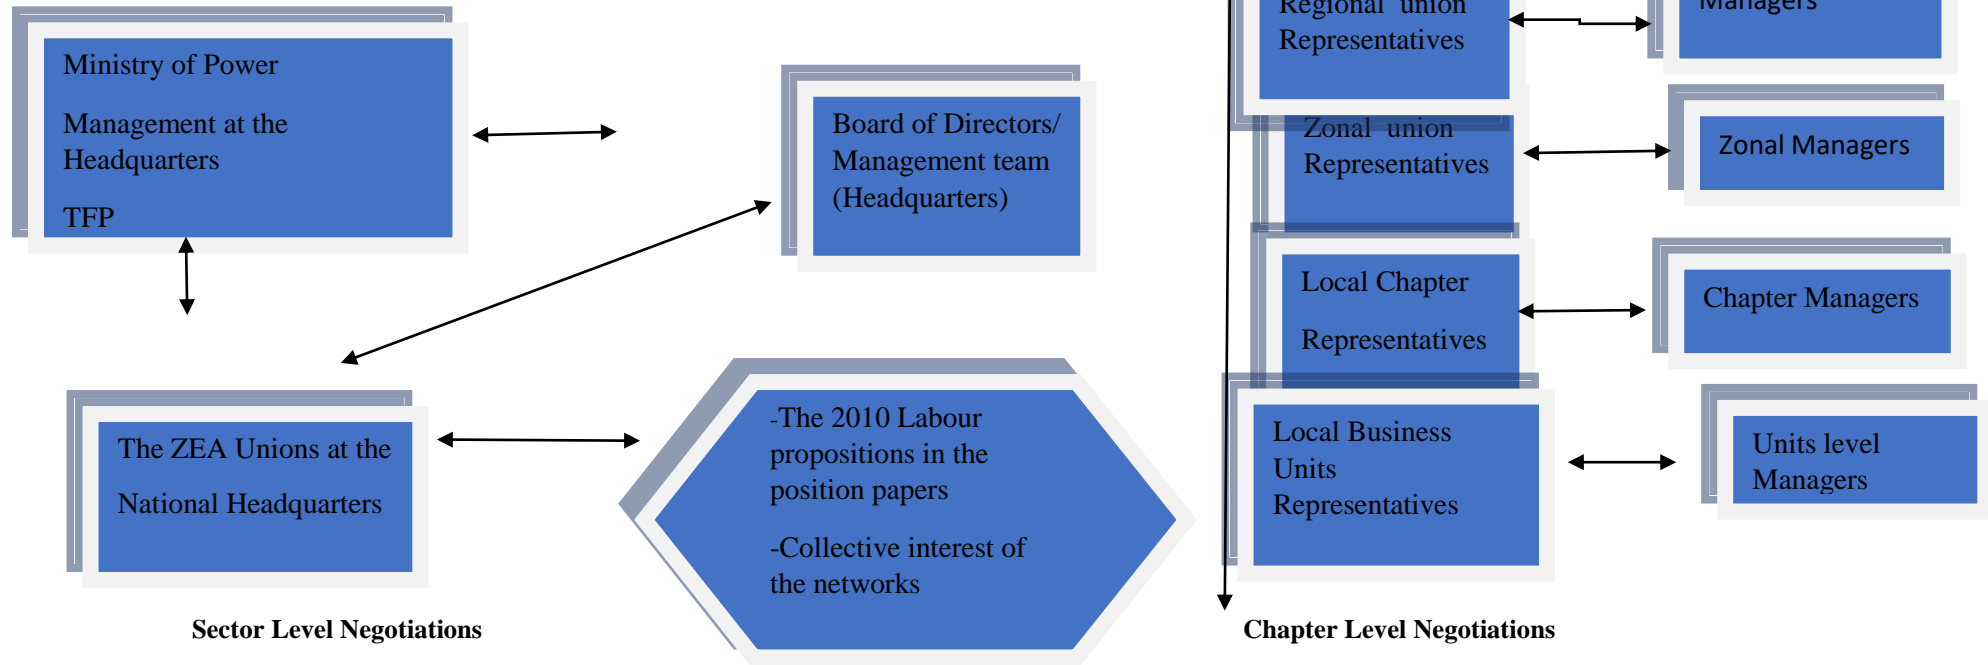 Ministry of Power
Management at the
Headquarters
TFP
Board of Directors/
Management team
(Headquarters)
The ZEA Unions at the
National Headquarters
-The 2010 Labour
propositions in the
position papers
-Collective interest of
the networks
Sector Level Negotiations
Regional union
Representatives
Managers
Zonal union
Representatives
Zonal Managers
Local Chapter
Representatives
Chapter Managers
Local Business
Units
Representatives
Units level
Managers
Chapter Level Negotiations